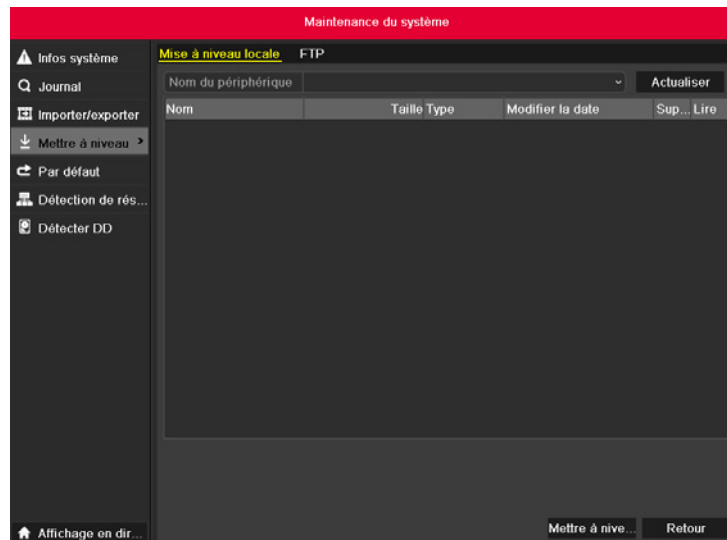 Maintenance du système
Infos système
Journal
Importer/exporter
Mettre à niveau >
Par défaut
Détection de rés...
Détecter DD
Affichage en dir...
Mise à niveau locale FTP
Nom du périphérique Actualiser
Nom Taille Type Modifier la date Sup... Lire
Mettre à nive... Retour